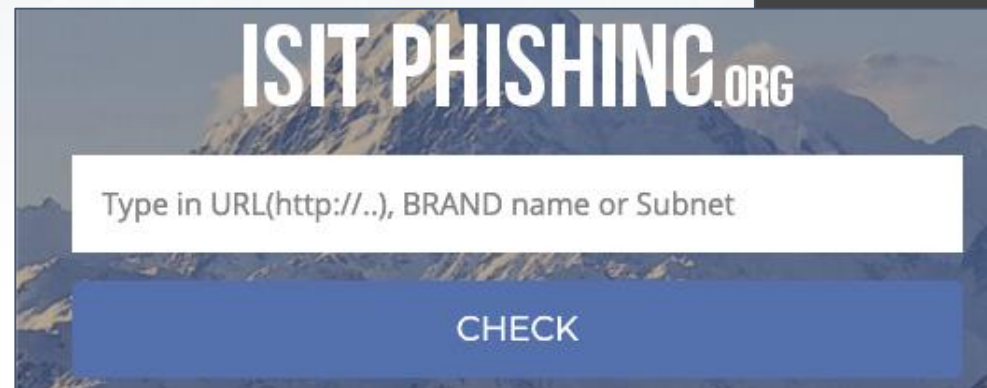 ISIT PHISHING.ORG
Type in URL(http://..), BRAND name or Subnet
CHECK